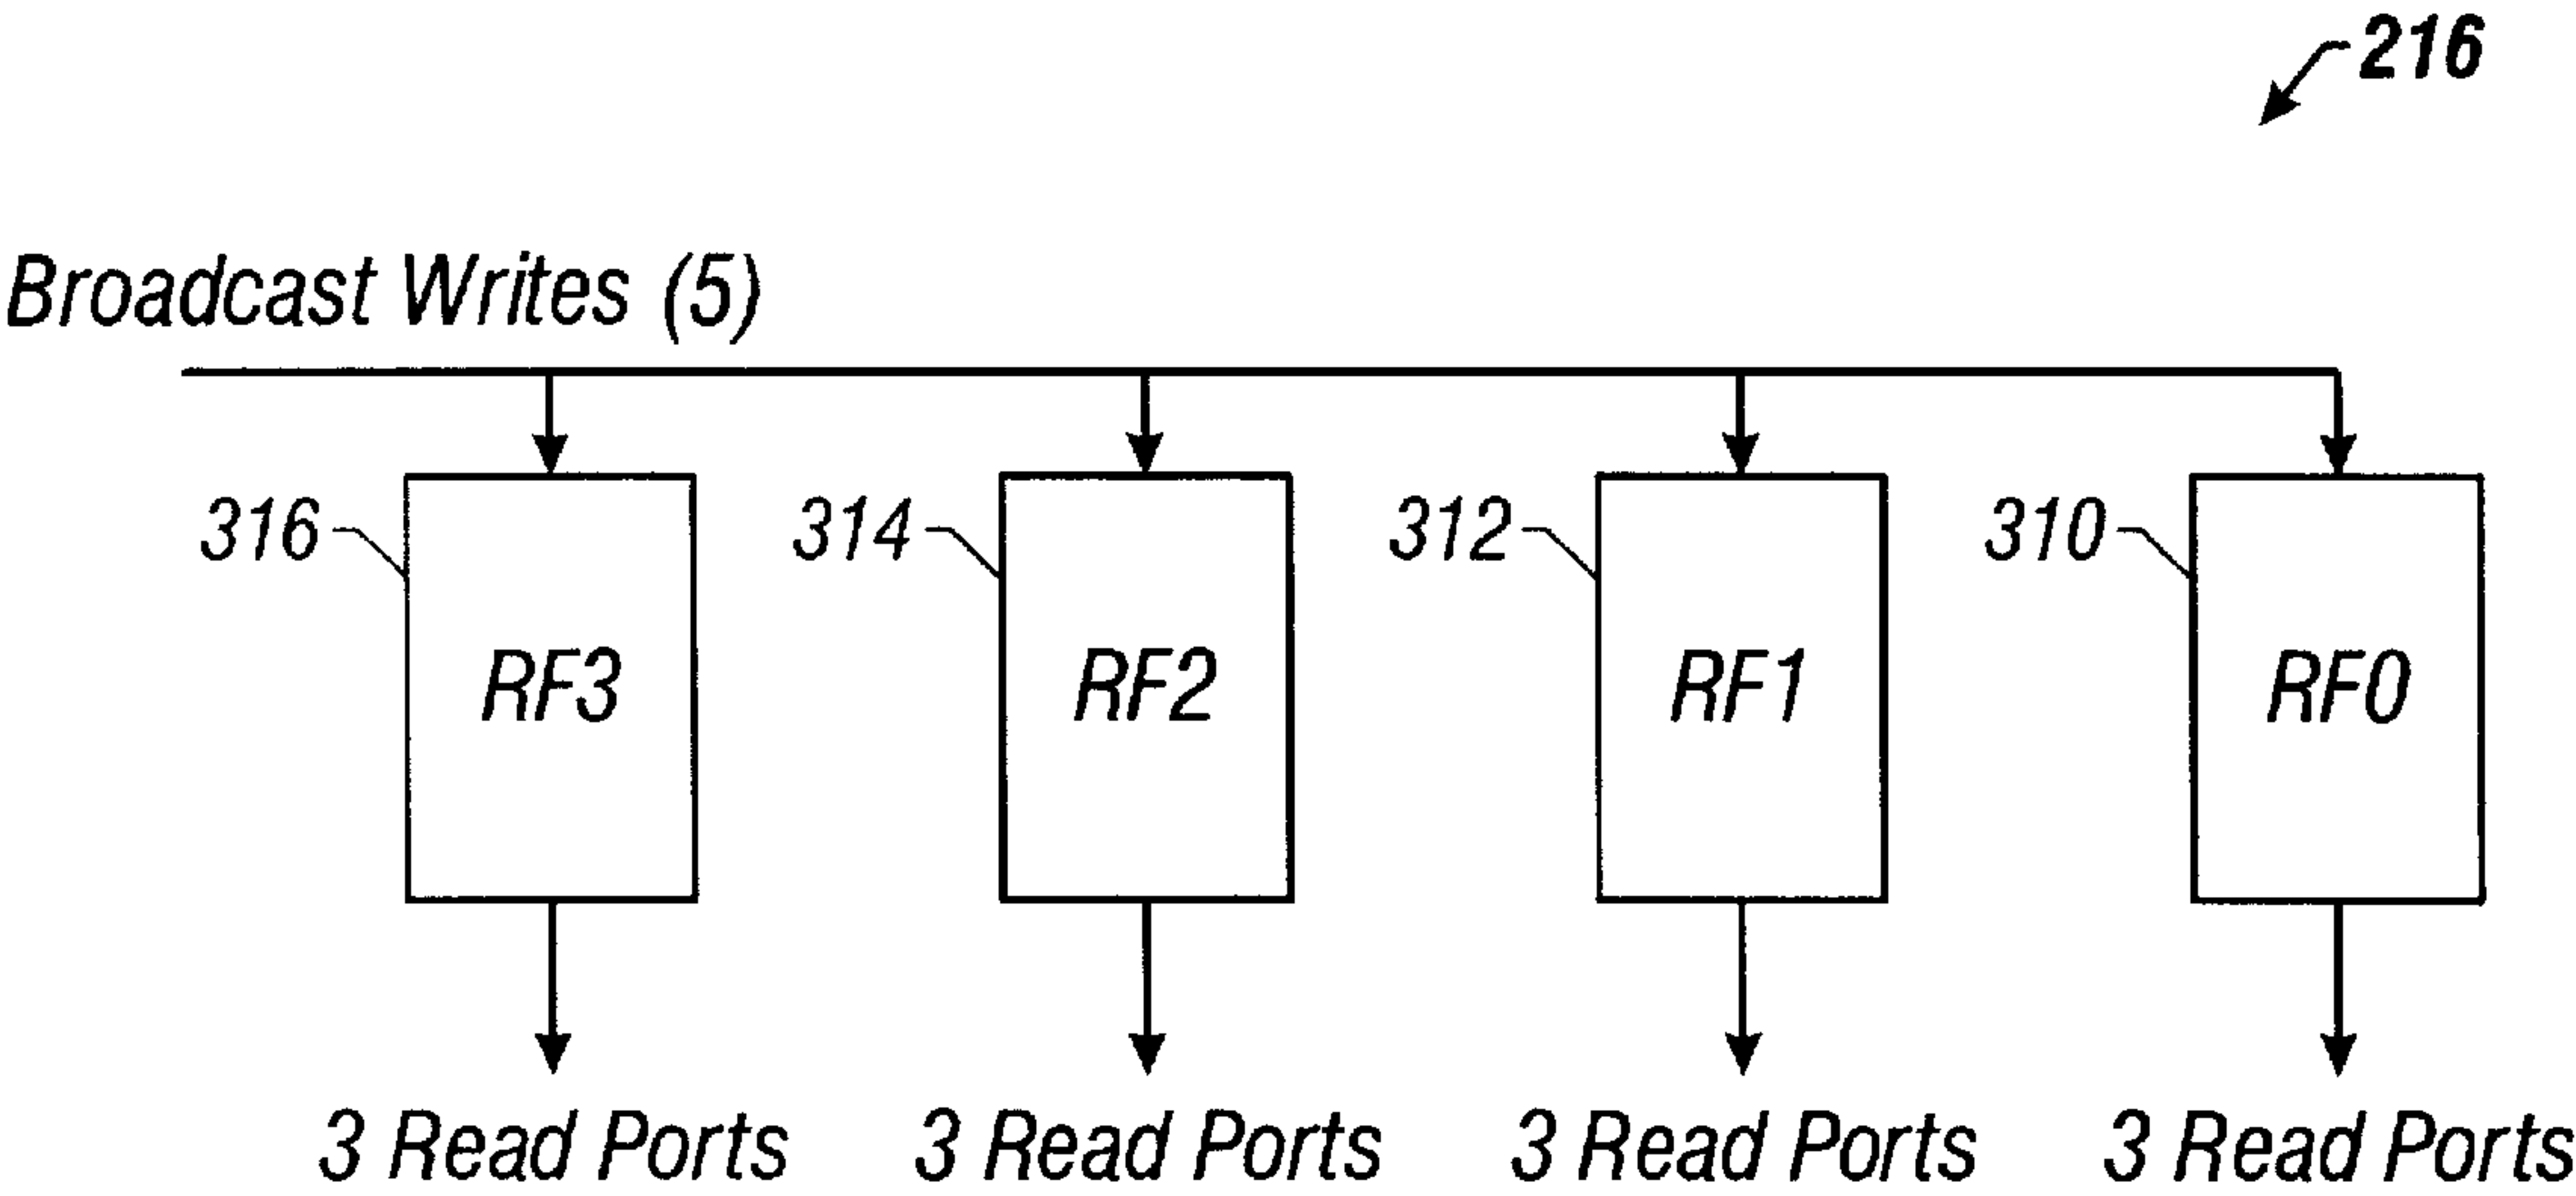 216
Broadcast Writes (5)
316 314 312 310
RF3 RF2 RF1 RF0
3 Read Ports 3 Read Ports 3 Read Ports 3 Read Ports